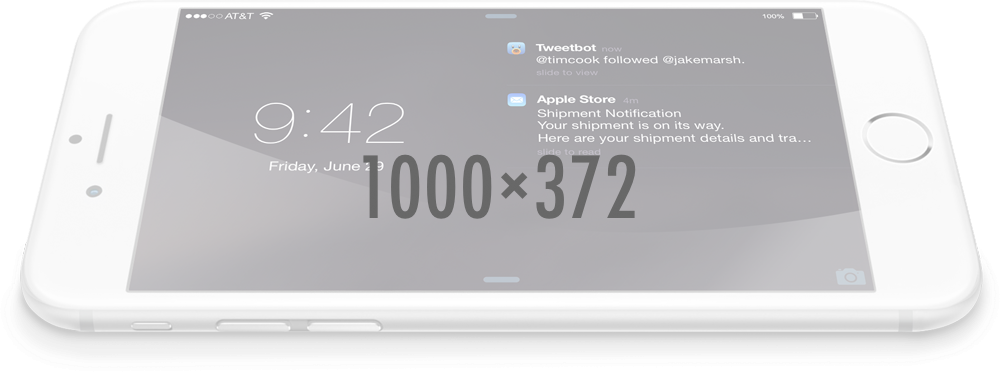 AT&T
100%
9:42
Friday, June 29
Tweetbot now
@timcook followed @jakemarsh.
slide to view
Apple Store 4m
Shipment Notification
Your shipment is on its way.
Here are your shipment details and tra…
slide to read
1000×372